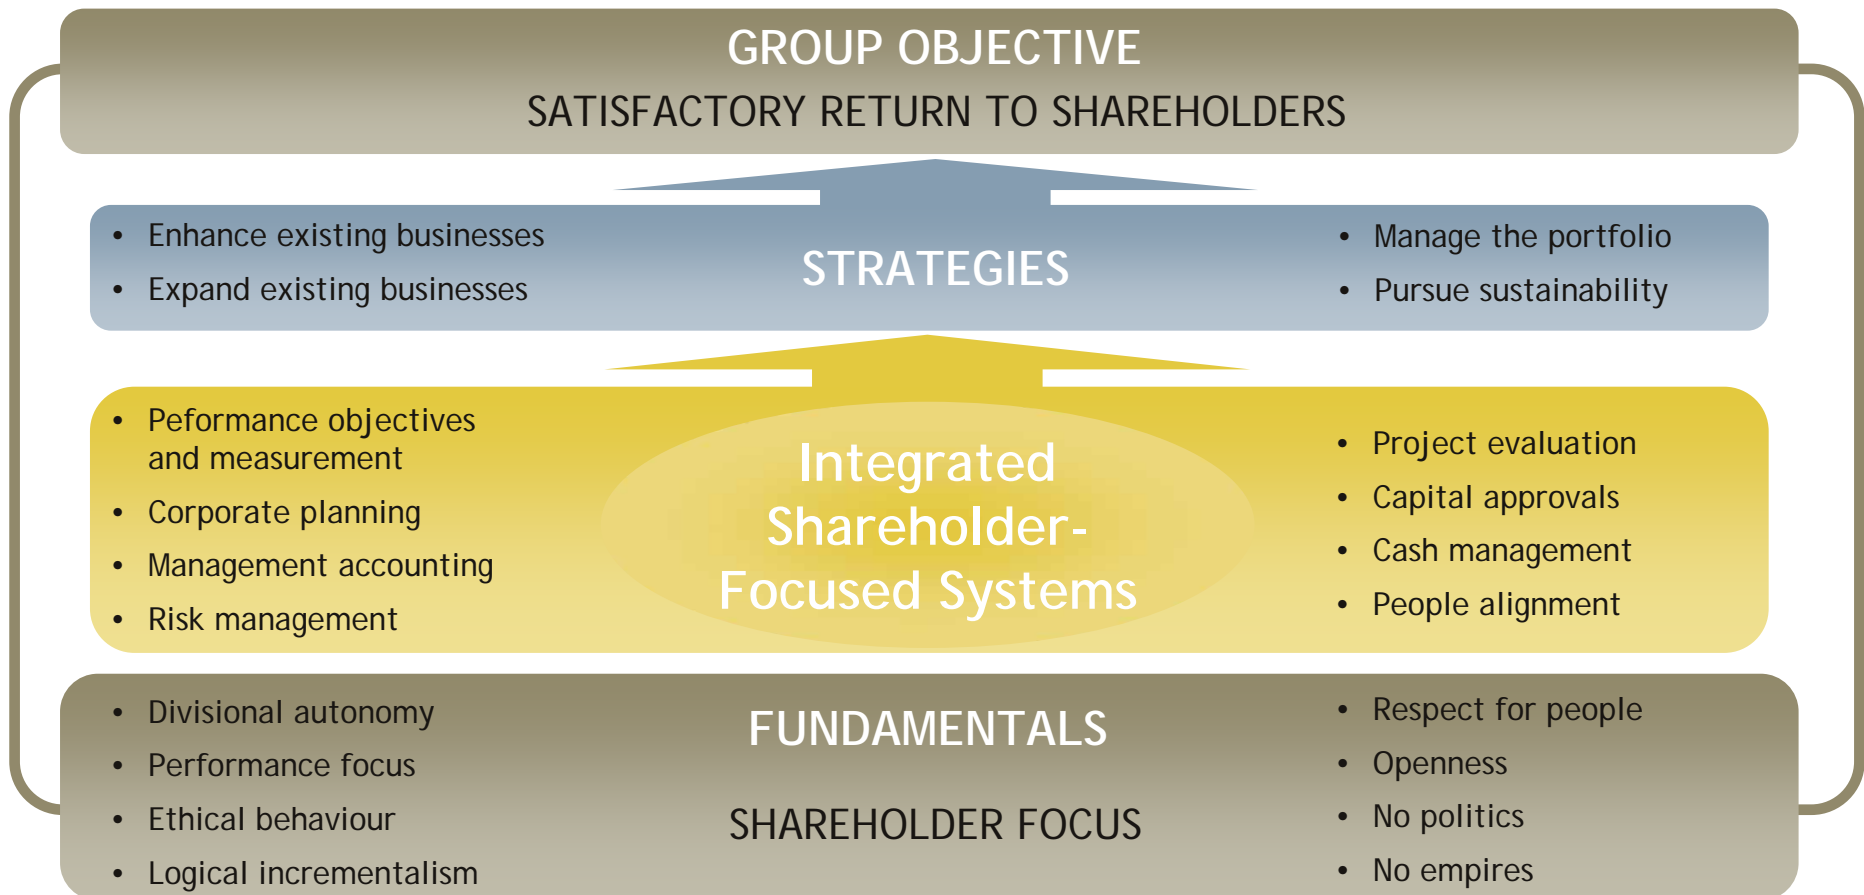 GROUP OBJECTIVE
SATISFACTORY RETURN TO SHAREHOLDERS
• Enhance existing businesses
• Expand existing businesses
STRATEGIES
• Manage the portfolio
• Pursue sustainability
• Peformance objectives
and measurement
• Corporate planning
• Management accounting
• Risk management
Integrated
Shareholder-
Focused Systems
• Project evaluation
• Capital approvals
• Cash management
• People alignment
• Divisional autonomy
• Performance focus
• Ethical behaviour
• Logical incrementalism
FUNDAMENTALS
SHAREHOLDER FOCUS
• Respect for people
• Openness
• No politics
• No empires